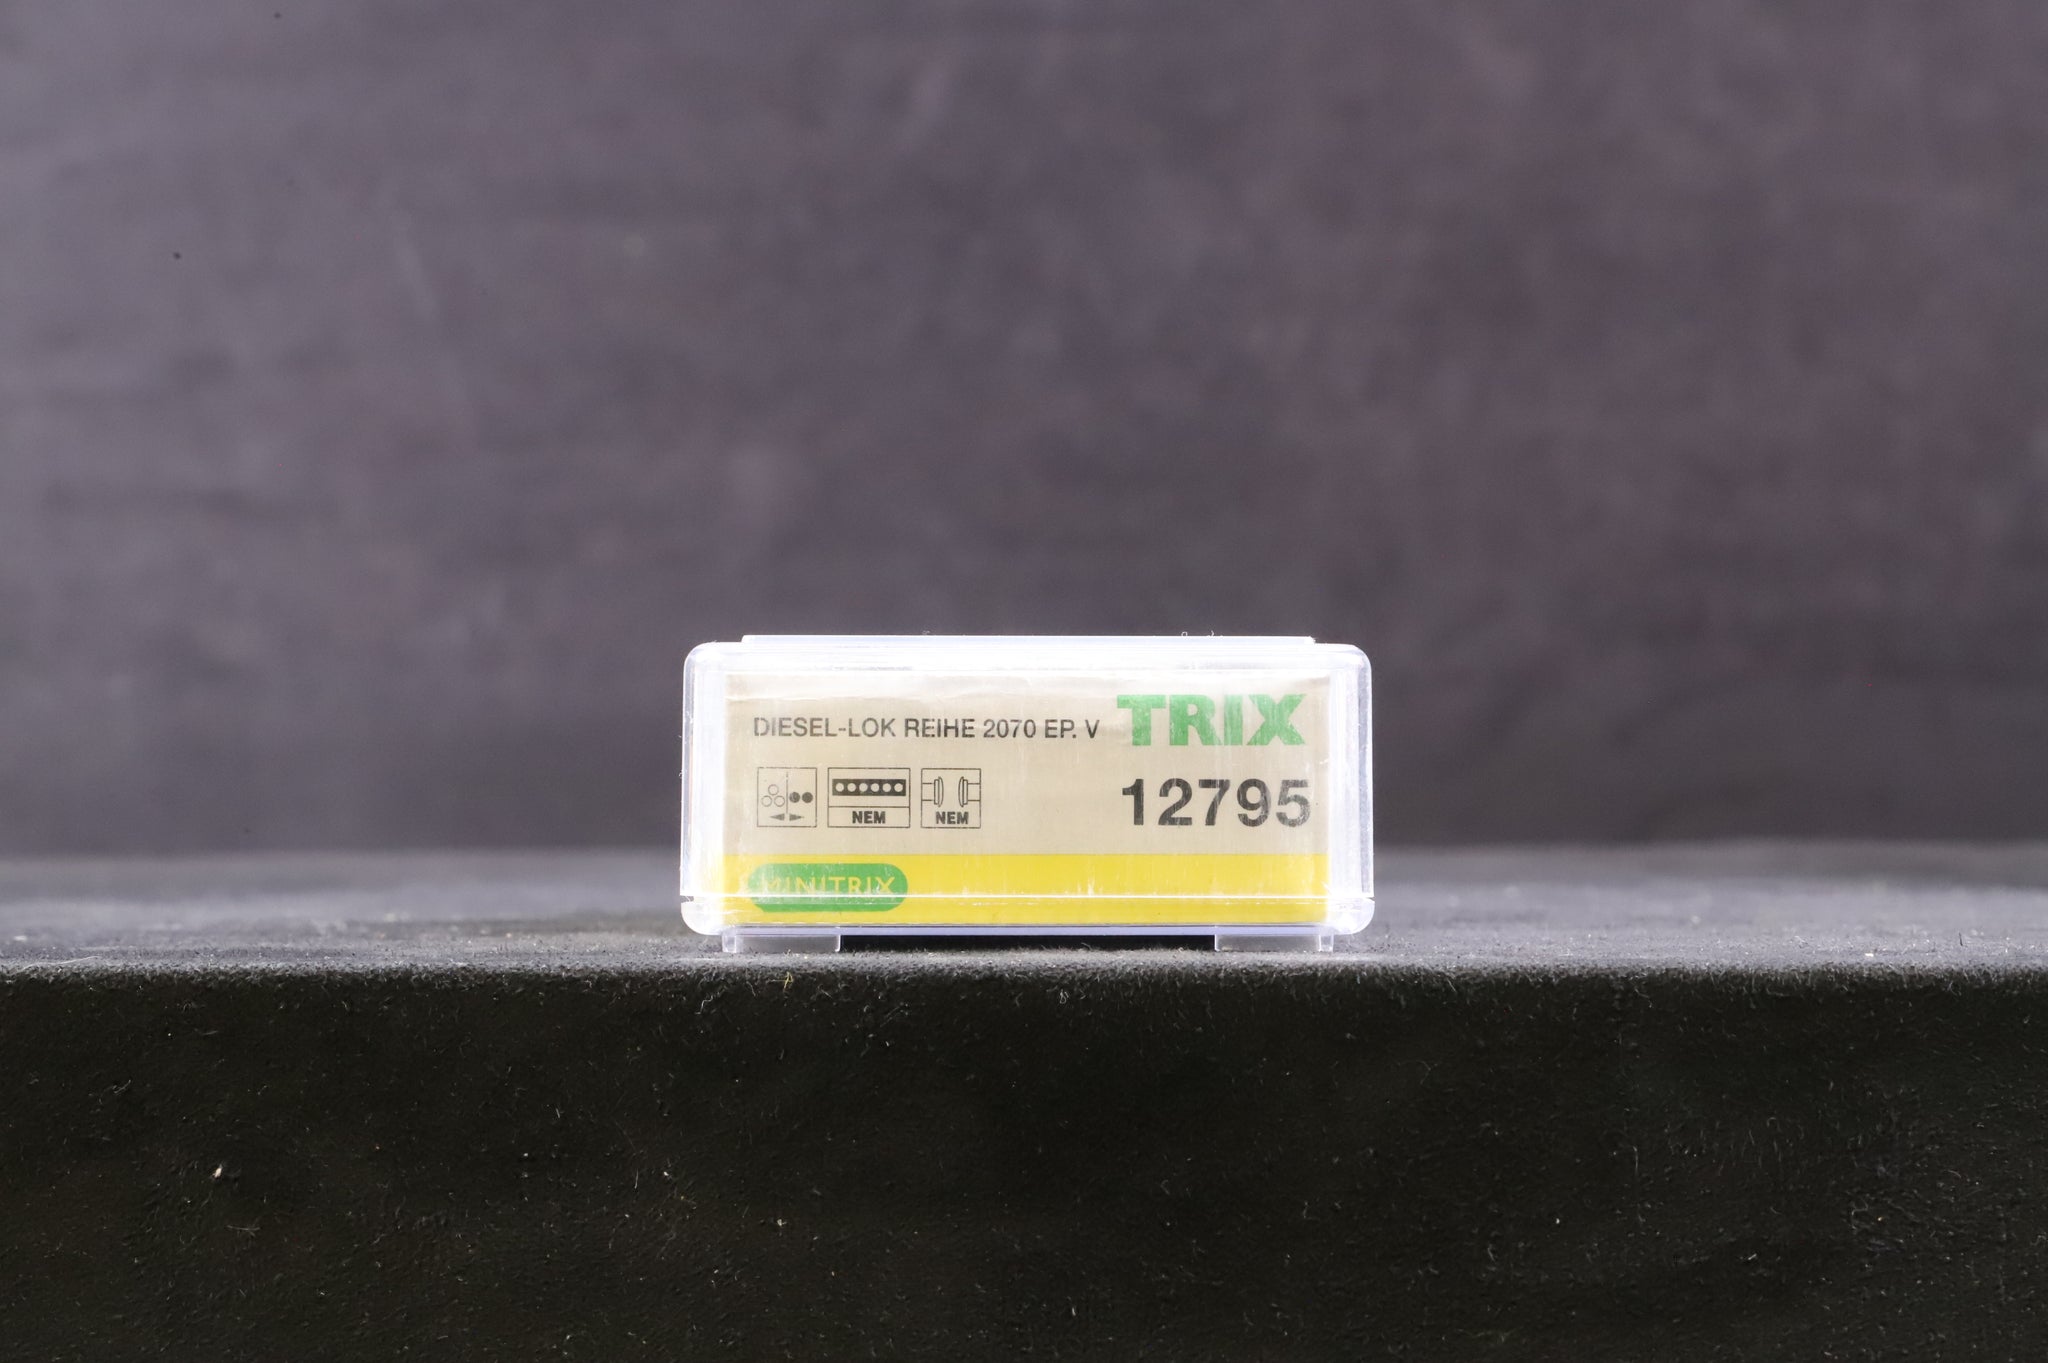 DIESEL-LOK REIHE 2070 EP. V
TRIX
NEM
NEM
12795
MINITRIX